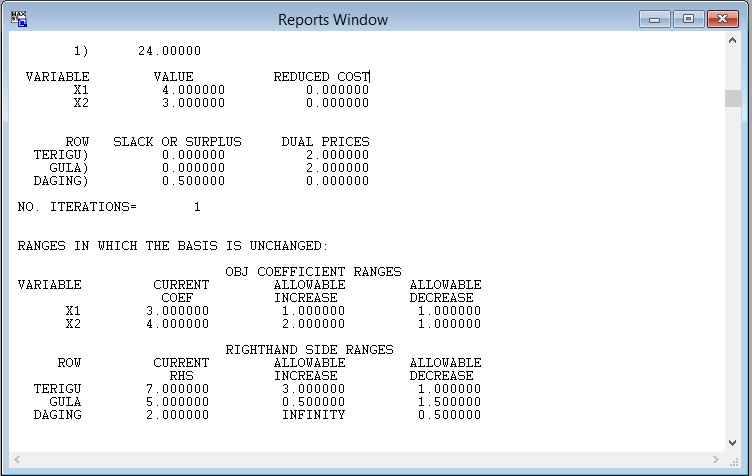 Reports Window
1) 24.00000
VARIABLE VALUE REDUCED COST
X1 4.000000 0.000000
X2 3.000000 0.000000
ROW SLACK OR SURPLUS DUAL PRICES
TERIGU) 0.000000 2.000000
GULA) 0.000000 2.000000
DAGING) 0.500000 0.000000
NO. ITERATIONS= 1
RANGES IN WHICH THE BASIS IS UNCHANGED:
OBJ COEFFICIENT RANGES
VARIABLE CURRENT ALLOWABLE ALLOWABLE
COEF INCREASE DECREASE
X1 3.000000 1.000000 1.000000
X2 4.000000 2.000000 1.000000
RIGHTHAND SIDE RANGES
ROW CURRENT ALLOWABLE ALLOWABLE
RHS INCREASE DECREASE
TERIGU 7.000000 3.000000 1.000000
GULA 5.000000 0.500000 1.500000
DAGING 2.000000 INFINITY 0.500000